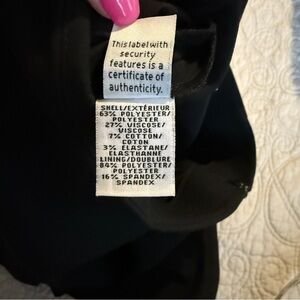 This label with
security
features is a
certificate of
authenticity.
SHELL/EXTÉRIEUR
63% POLYESTER/
POLYESTER
27% VISCOSE/
VISCOSE
7% COTTON/
COTON
3% ELASTANE/
ELASTHANNE
LINING/DOUBLURE
84% POLYESTER/
POLYESTER
16% SPANDEX/
SPANDEX